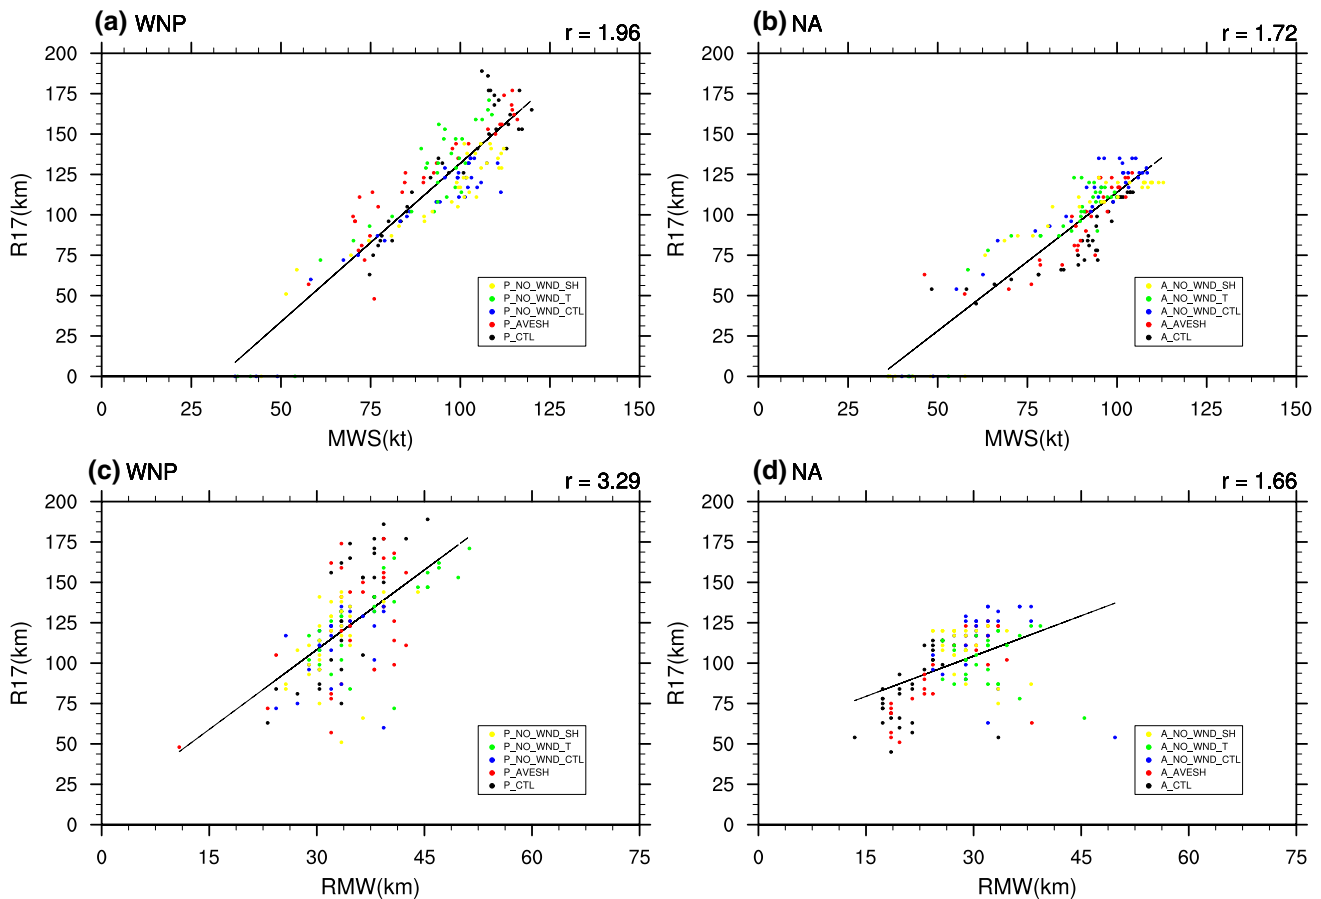 (a) WNP
r = 1.96
200
175
150
125
100
75
50
25
0
R17(km)
P_NO_WND_SH
P_NO_WND_T
P_NO_WND_CTL
P_AVESH
P_CTL
0 25 50 75 100 125 150
MWS(kt)
(b) NA
r = 1.72
200
175
150
125
100
75
50
25
0
R17(km)
A_NO_WND_SH
A_NO_WND_T
A_NO_WND_CTL
A_AVESH
A_CTL
0 25 50 75 100 125 150
MWS(kt)
(c) WNP
r = 3.29
200
175
150
125
100
75
50
25
0
R17(km)
P_NO_WND_SH
P_NO_WND_T
P_NO_WND_CTL
P_AVESH
P_CTL
0 15 30 45 60 75
RMW(km)
(d) NA
r = 1.66
200
175
150
125
100
75
50
25
0
R17(km)
A_NO_WND_SH
A_NO_WND_T
A_NO_WND_CTL
A_AVESH
A_CTL
0 15 30 45 60 75
RMW(km)